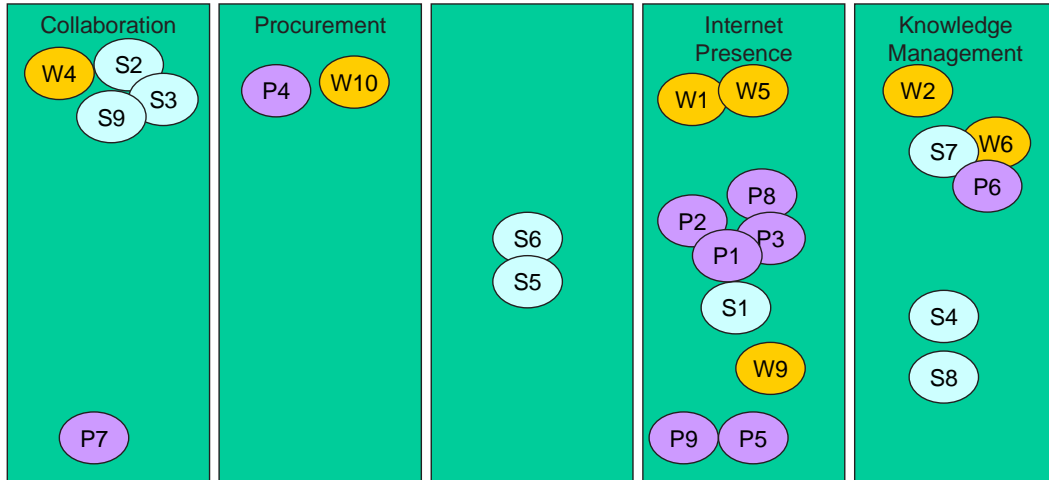 Collaboration
W4
S2
S3
S9
P7
Procurement
P4
W10
S6
S5
Internet
Presence
W1
W5
P8
P2
P3
P1
S1
W9
P9
P5
Knowledge
Management
W2
W6
S7
P6
S4
S8